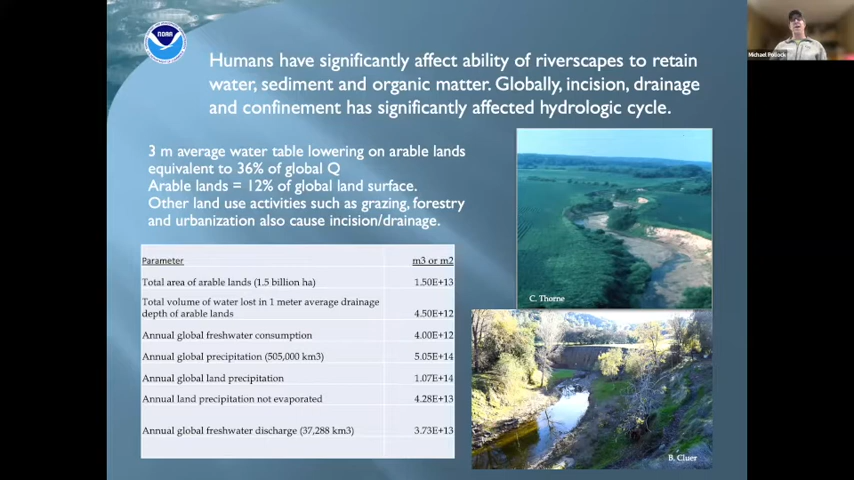 NOAA
Michael Pollock
Humans have significantly affect ability of riverscapes to retain
water, sediment and organic matter. Globally, incision, drainage
and confinement has significantly affected hydrologic cycle.
3 m average water table lowering on arable lands
equivalent to 36% of global Q
Arable lands = 12% of global land surface.
Other land use activities such as grazing, forestry
and urbanization also cause incision/drainage.
Parameter m3 or m2
Total area of arable lands (1.5 billion ha) 1.50E+13
Total volume of water lost in 1 meter average drainage
depth of arable lands 4.50E+12
Annual global freshwater consumption 4.00E+12
Annual global precipitation (505,000 km3) 5.05E+14
Annual global land precipitation 1.07E+14
Annual land precipitation not evaporated 4.28E+13
Annual global freshwater discharge (37,288 km3) 3.73E+13
C. Thorne
B. Cluer